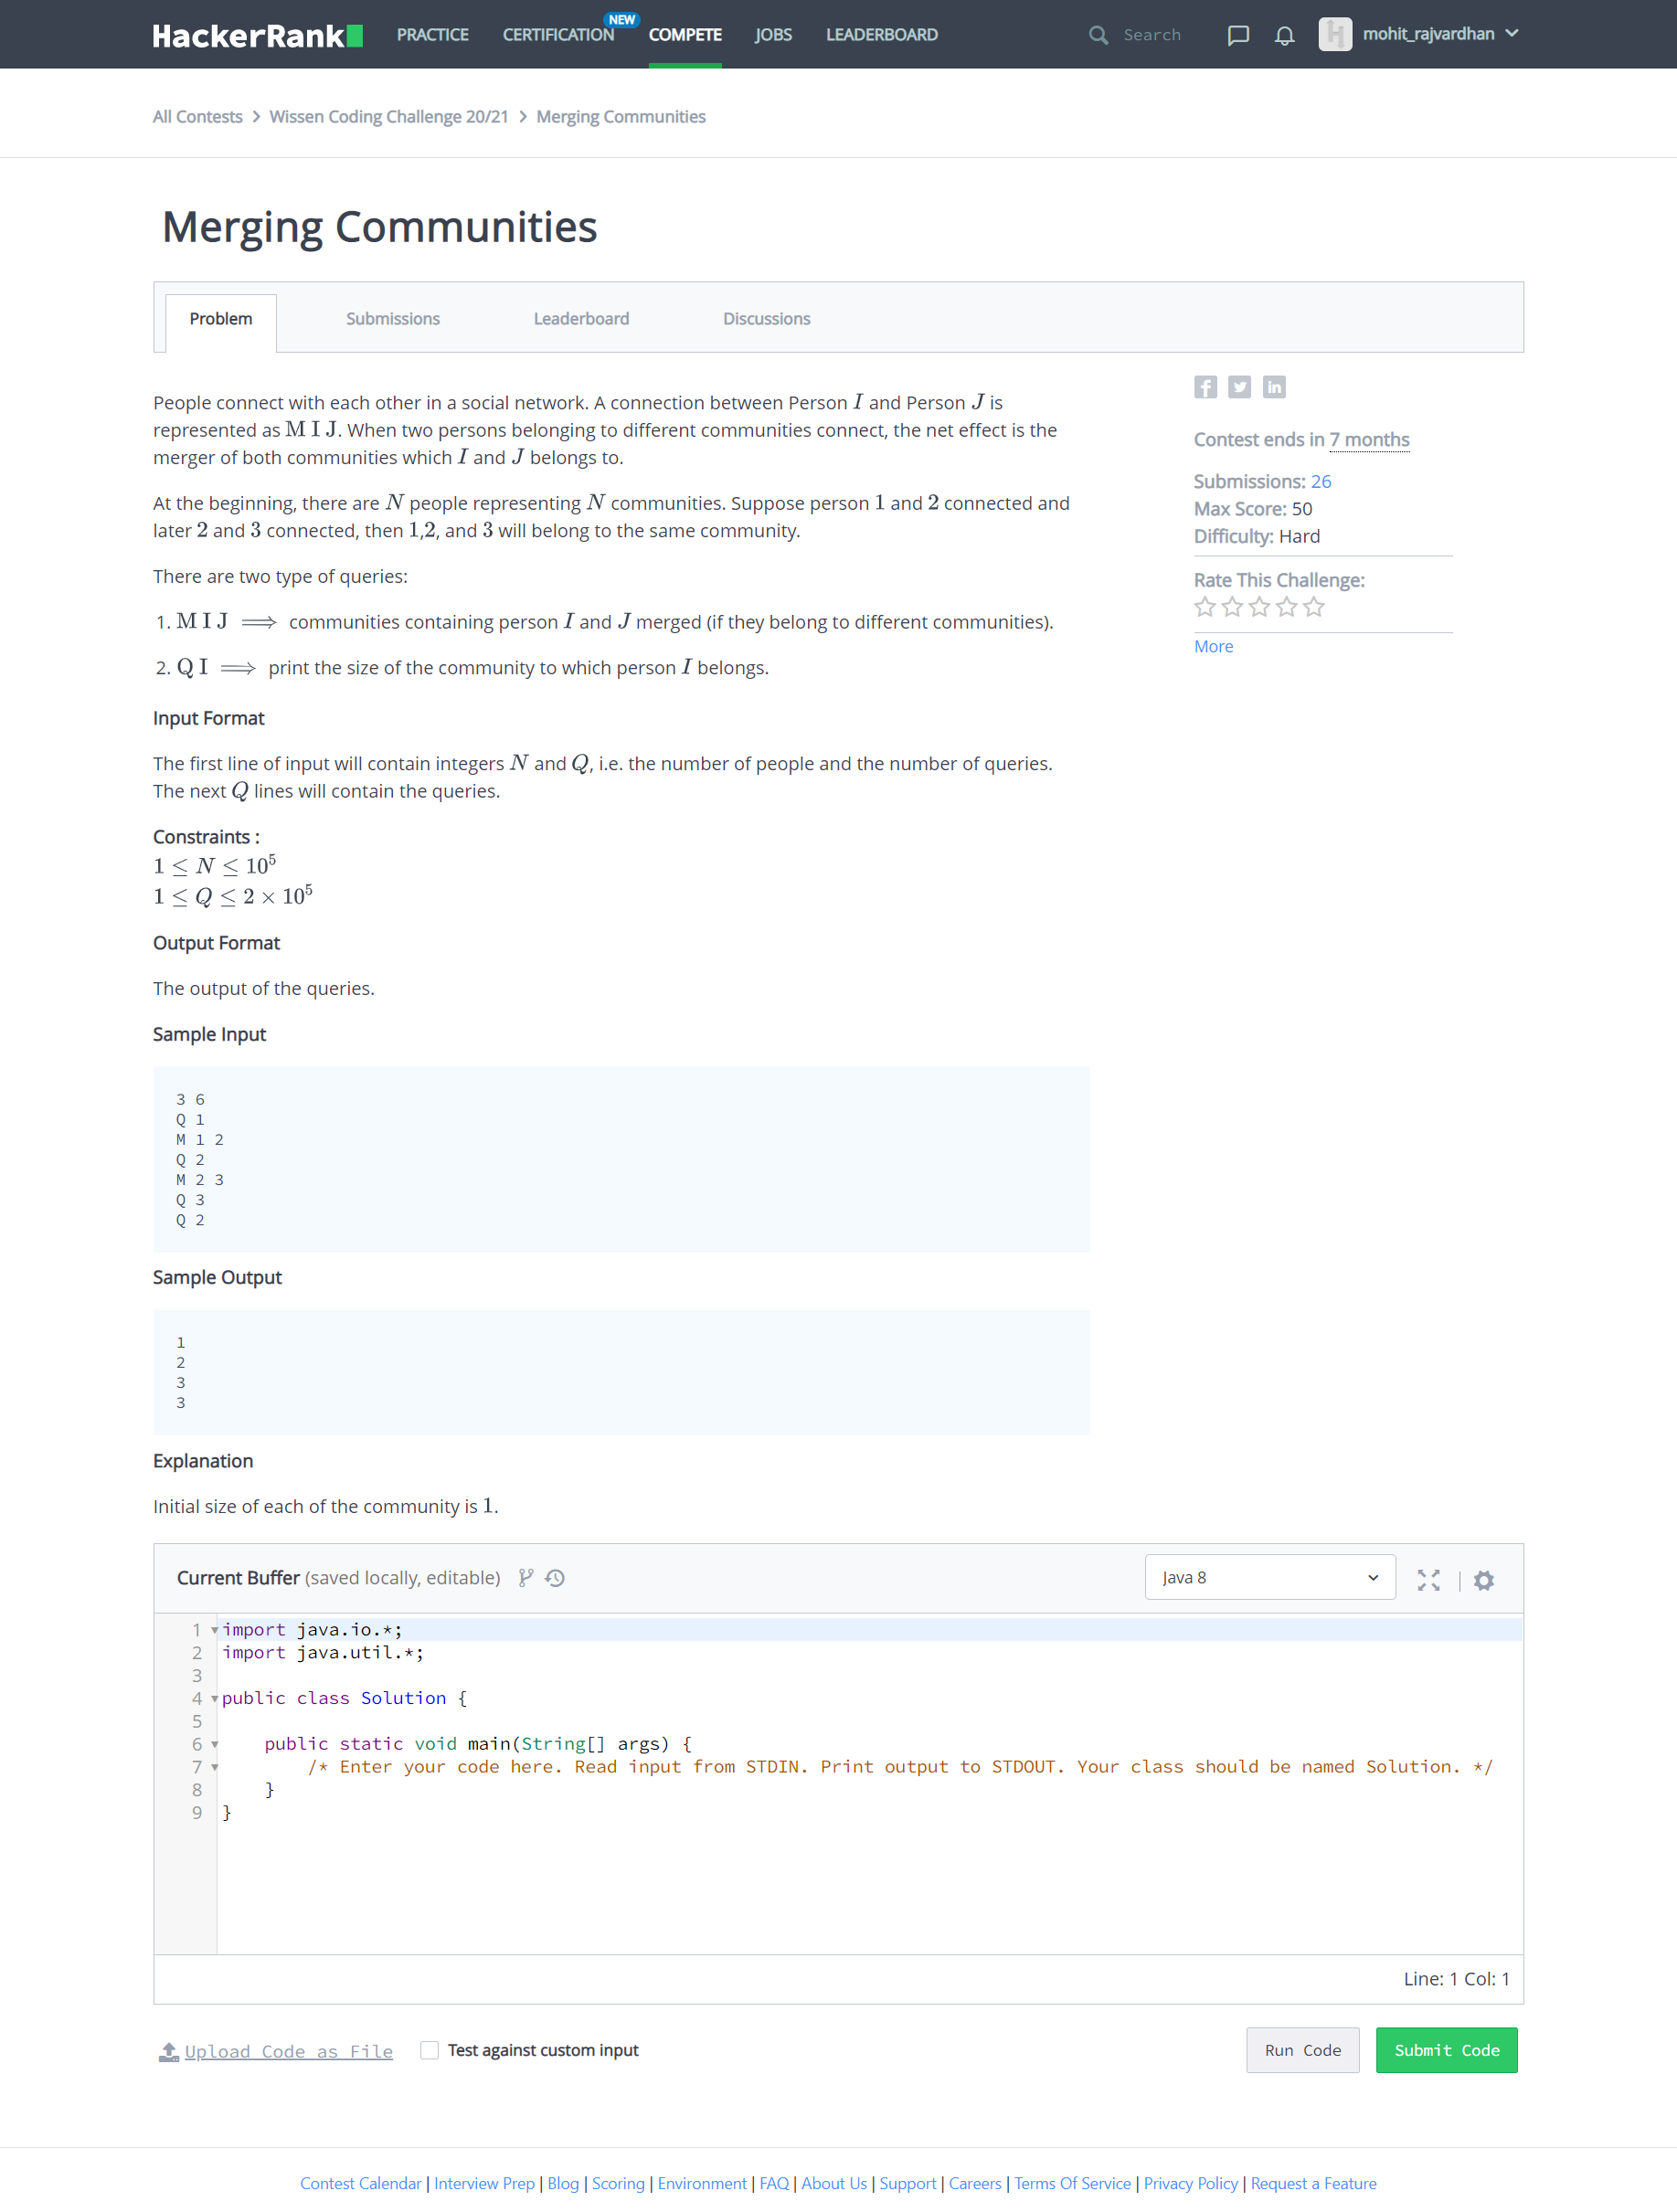 HackerRank PRACTICE CERTIFICATION NEW COMPETE JOBS LEADERBOARD Search mohit_rajvardhan
All Contests > Wissen Coding Challenge 20/21 > Merging Communities
Merging Communities
Problem Submissions Leaderboard Discussions
People connect with each other in a social network. A connection between Person I and Person J is
represented as M I J. When two persons belonging to different communities connect, the net effect is the
merger of both communities which I and J belongs to.
At the beginning, there are N people representing N communities. Suppose person 1 and 2 connected and
later 2 and 3 connected, then 1,2, and 3 will belong to the same community.
There are two type of queries:
1. M I J ⟹ communities containing person I and J merged (if they belong to different communities).
2. Q I ⟹ print the size of the community to which person I belongs.
Input Format
The first line of input will contain integers N and Q, i.e. the number of people and the number of queries.
The next Q lines will contain the queries.
Constraints :
1 ≤ N ≤ 10⁵
1 ≤ Q ≤ 2 × 10⁵
Output Format
The output of the queries.
Sample Input
3 6
Q 1
M 1 2
Q 2
M 2 3
Q 3
Q 2
Sample Output
1
2
3
3
Explanation
Initial size of each of the community is 1.
Contest ends in 7 months
Submissions: 26
Max Score: 50
Difficulty: Hard
Rate This Challenge:
More
Current Buffer (saved locally, editable) Java 8
1 import java.io.*;
2 import java.util.*;
3
4 public class Solution {
5
6     public static void main(String[] args) {
7         /* Enter your code here. Read input from STDIN. Print output to STDOUT. Your class should be named Solution. */
8     }
9 }
Line: 1 Col: 1
Upload Code as File Test against custom input Run Code Submit Code
Contest Calendar | Interview Prep | Blog | Scoring | Environment | FAQ | About Us | Support | Careers | Terms Of Service | Privacy Policy | Request a Feature